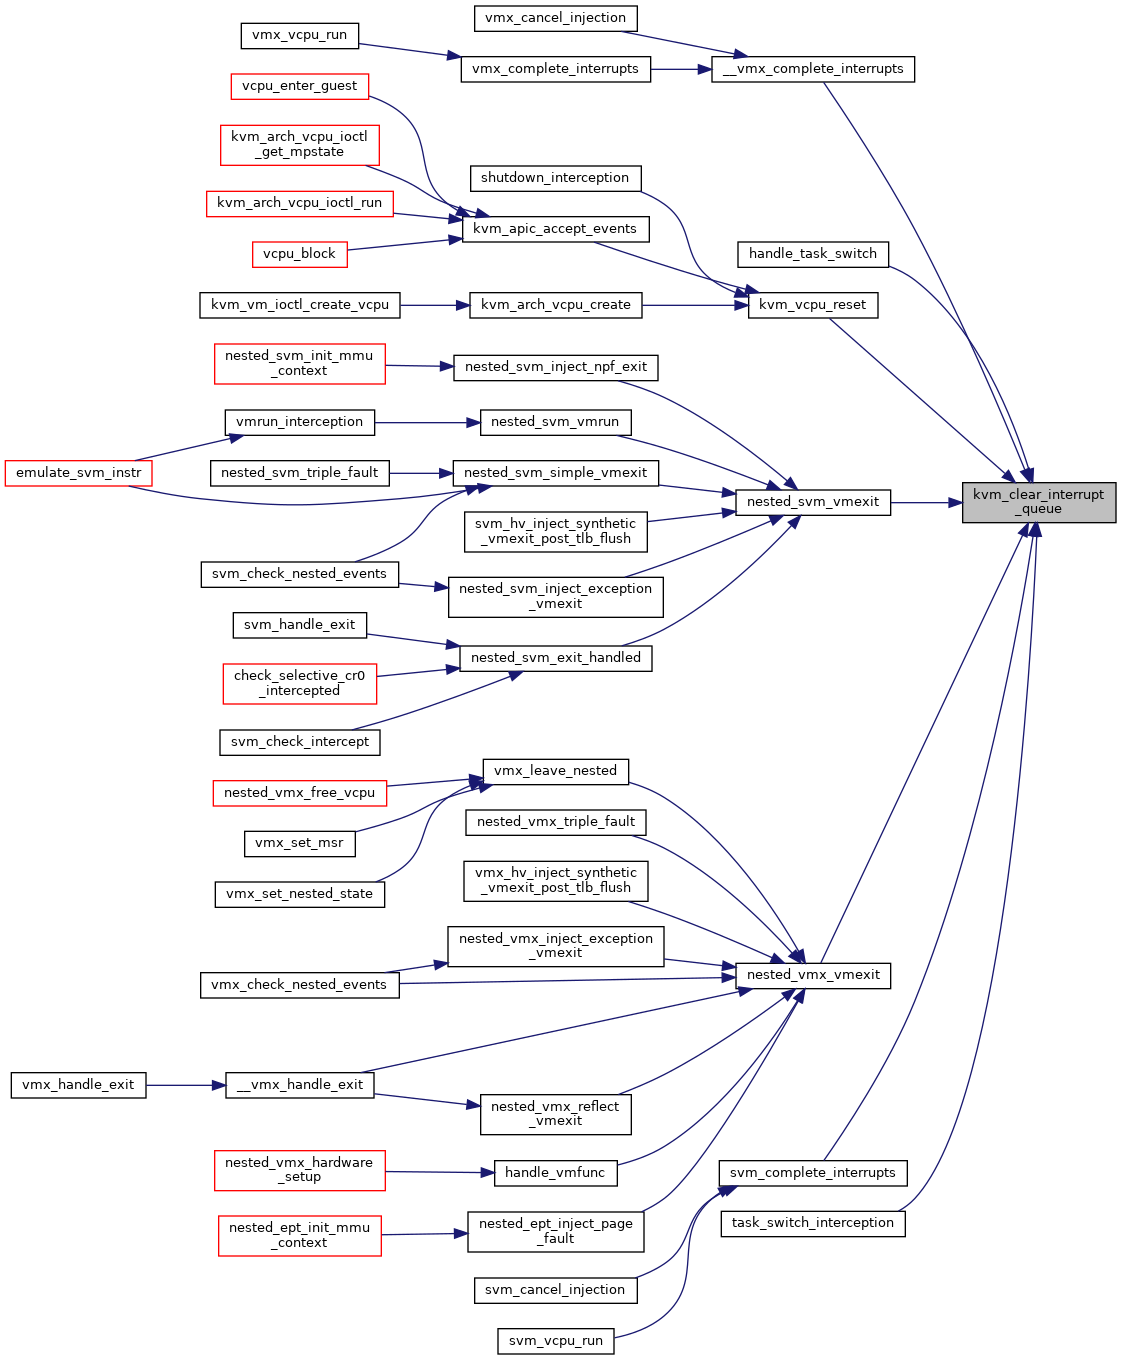 vmx_cancel_injection
vmx_vcpu_run
vmx_complete_interrupts
__vmx_complete_interrupts
vcpu_enter_guest
kvm_arch_vcpu_ioctl
_get_mpstate
shutdown_interception
kvm_arch_vcpu_ioctl_run
kvm_apic_accept_events
vcpu_block
handle_task_switch
kvm_vm_ioctl_create_vcpu
kvm_arch_vcpu_create
kvm_vcpu_reset
nested_svm_init_mmu
_context
nested_svm_inject_npf_exit
vmrun_interception
nested_svm_vmrun
emulate_svm_instr
nested_svm_triple_fault
nested_svm_simple_vmexit
nested_svm_vmexit
kvm_clear_interrupt
_queue
svm_hv_inject_synthetic
_vmexit_post_tlb_flush
svm_check_nested_events
nested_svm_inject_exception
_vmexit
svm_handle_exit
nested_svm_exit_handled
check_selective_cr0
_intercepted
svm_check_intercept
vmx_leave_nested
nested_vmx_free_vcpu
nested_vmx_triple_fault
vmx_set_msr
vmx_hv_inject_synthetic
_vmexit_post_tlb_flush
vmx_set_nested_state
nested_vmx_inject_exception
_vmexit
nested_vmx_vmexit
vmx_check_nested_events
vmx_handle_exit
__vmx_handle_exit
nested_vmx_reflect
_vmexit
nested_vmx_hardware
_setup
handle_vmfunc
svm_complete_interrupts
nested_ept_init_mmu
_context
nested_ept_inject_page
_fault
task_switch_interception
svm_cancel_injection
svm_vcpu_run